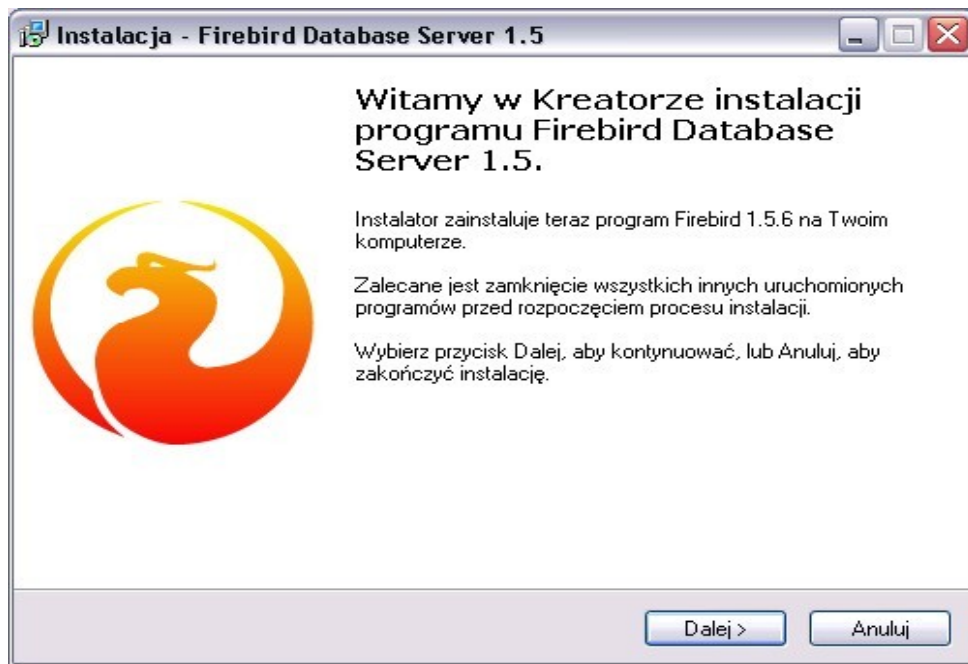 Instalacja - Firebird Database Server 1.5
Witamy w Kreatorze instalacji
programu Firebird Database
Server 1.5.
Instalator zainstaluje teraz program Firebird 1.5.6 na Twoim
komputerze.
Zalecane jest zamknięcie wszystkich innych uruchomionych
programów przed rozpoczęciem procesu instalacji.
Wybierz przycisk Dalej, aby kontynuować, lub Anuluj, aby
zakończyć instalację.
Dalej > Anuluj